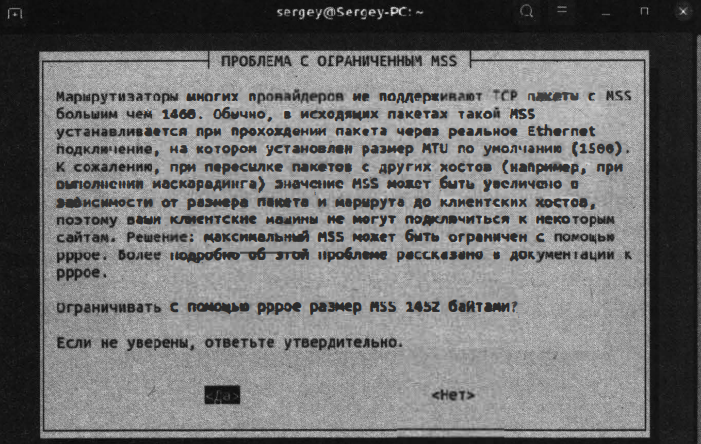 sergey@Sergey-PC: ~
ПРОБЛЕМА С ОГРАНИЧЕННЫМ MSS
Маршрутизаторы многих провайдеров не поддерживают TCP пакеты с MSS
большим чем 1460. Обычно, в исходящих пакетах такой MSS
устанавливается при прохождении пакета через реальное Ethernet
подключение, на котором установлен размер MTU по умолчанию (1500).
К сожалению, при пересылке пакетов с других хостов (например, при
выполнении маскарадинга) значение MSS может быть увеличено в
зависимости от размера пакета и маршрута до клиентских хостов,
поэтому ваши клиентские машины не могут подключиться к некоторым
сайтам. Решение: максимальный MSS может быть ограничен с помощью
pppoe. Более подробно об этой проблеме рассказано в документации к
pppoe.
Ограничивать с помощью pppoe размер MSS 1452 байтами?
Если не уверены, ответьте утвердительно.
<Да> <Нет>